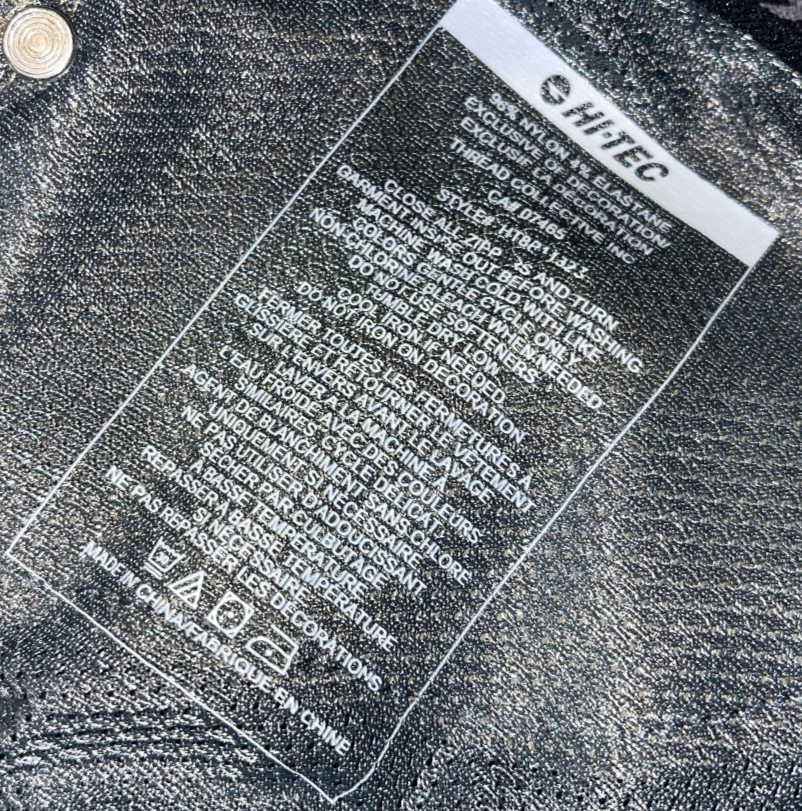 HI-TEC
96% NYLON 4% ELASTANE
EXCLUSIVE OF DECORATION/
EXCLUSIF LA DECORATION
THREAD COLLECTIVE INC.
CA# 07465
STYLE#
CLOSE ALL AND TURN
GARMENT INSIDE OUT BEFORE WASHING
MACHINE WASH COLD WITH LIKE
COLORS, GENTLE CYCLE ONLY
NON-CHLORINE BLEACH WHEN NEEDED
DO NOT USE SOFTENERS
TUMBLE DRY LOW
COOL IRON IF NEEDED
DO NOT IRON ON DECORATION
FERMER TOUTES LES FERMETURES À
GLISSIÈRE ET RETOURNER LE VÊTEMENT
SUR L'ENVERS AVANT LE LAVAGE
LAVER À LA MACHINE À
L'EAU FROIDE AVEC DES COULEURS
SIMILAIRES, CYCLE DÉLICAT
AGENT DE BLANCHIMENT SANS CHLORE
UNIQUEMENT SI NÉCESSAIRE
NE PAS UTILISER D'ADOUCISSANT
SÉCHER PAR CULBUTAGE
À BASSE TEMPÉRATURE
REPASSER À BASSE TEMPÉRATURE
SI NÉCESSAIRE
NE PAS REPASSER LES DÉCORATIONS
MADE IN CHINA/FABRIQUÉ EN CHINE